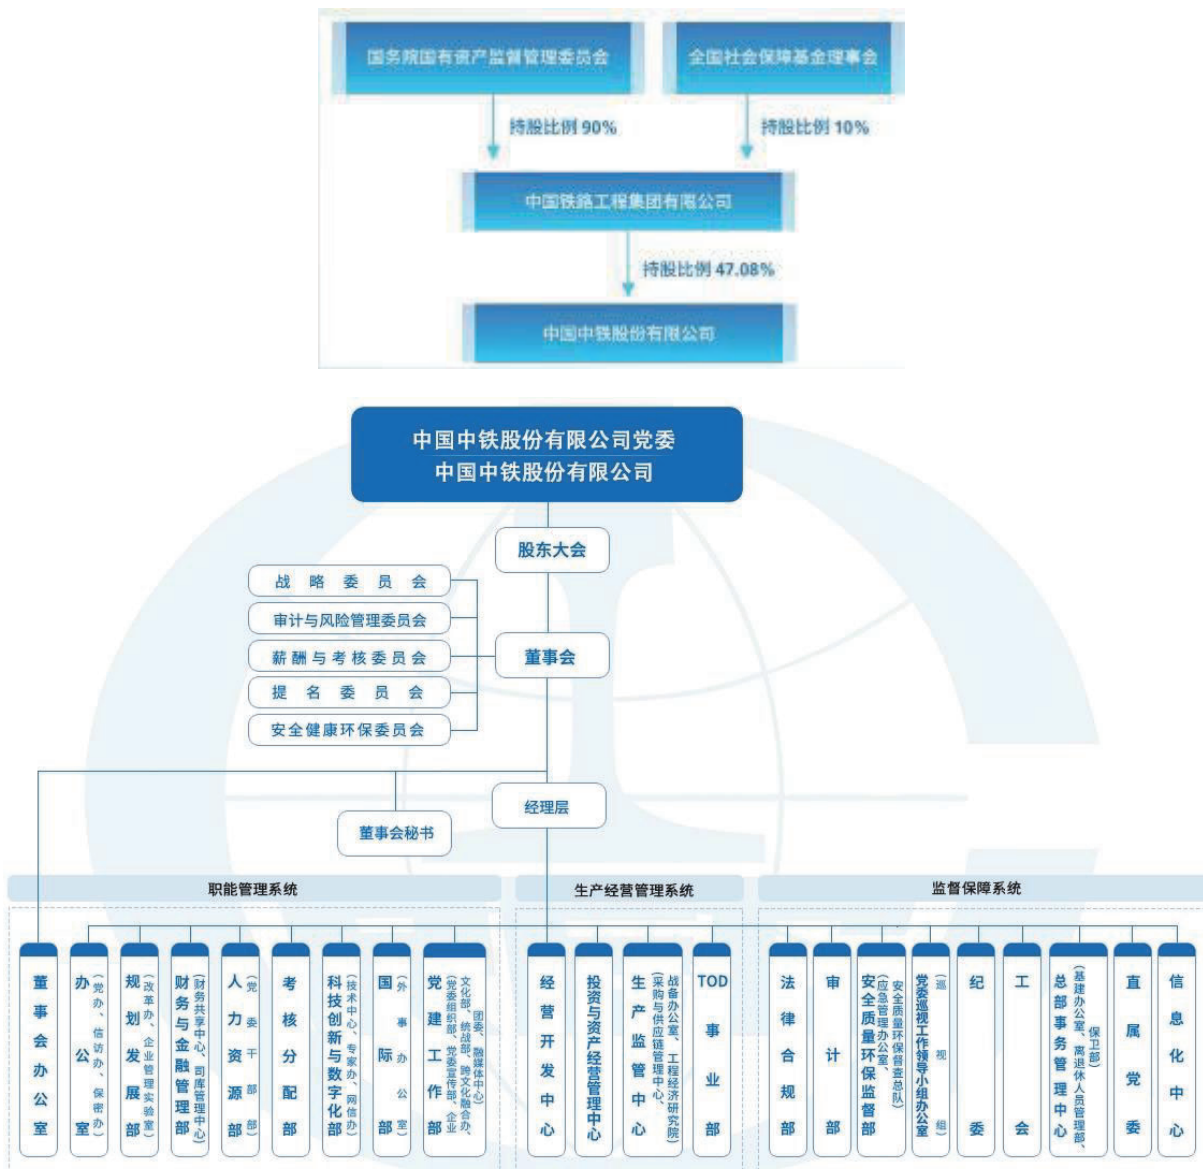 国务院国有资产监督管理委员会
全国社会保障基金理事会
持股比例 90%
持股比例 10%
中国铁路工程集团有限公司
持股比例 47.08%
中国中铁股份有限公司
中国中铁股份有限公司党委
中国中铁股份有限公司
股东大会
战略委员会
审计与风险管理委员会
薪酬与考核委员会
提名委员会
安全健康环保委员会
董事会
经理层
董事会秘书
职能管理系统
生产经营管理系统
监督保障系统
董事会办公室
办公室
(党办、信访办、保密办)
规划发展部
(改革办、企业管理实验室)
财务与金融管理部
(财务共享中心、司库管理中心)
人力资源部
(党委干部部)
考核分配部
科技创新与数字化部
(技术中心、专家办、网信办)
国际部
(外事办公室)
党建工作部
(党委组织部、党委宣传部、企业
文化部、统战部、跨文化融合办、
团委、融媒体中心)
经营开发中心
投资与资产经营管理中心
生产监管中心
(采购与供应链管理中心、
战备办公室、工程经济研究院)
TOD事业部
法律合规部
审计部
安全质量环保监督部
(应急管理办公室、
安全质量环保督查总队)
党委巡视工作领导小组办公室
(巡视组)
纪委
工会
总部事务管理中心
(基建办公室、离退休人员管理部、
保卫部)
直属党委
信息化中心